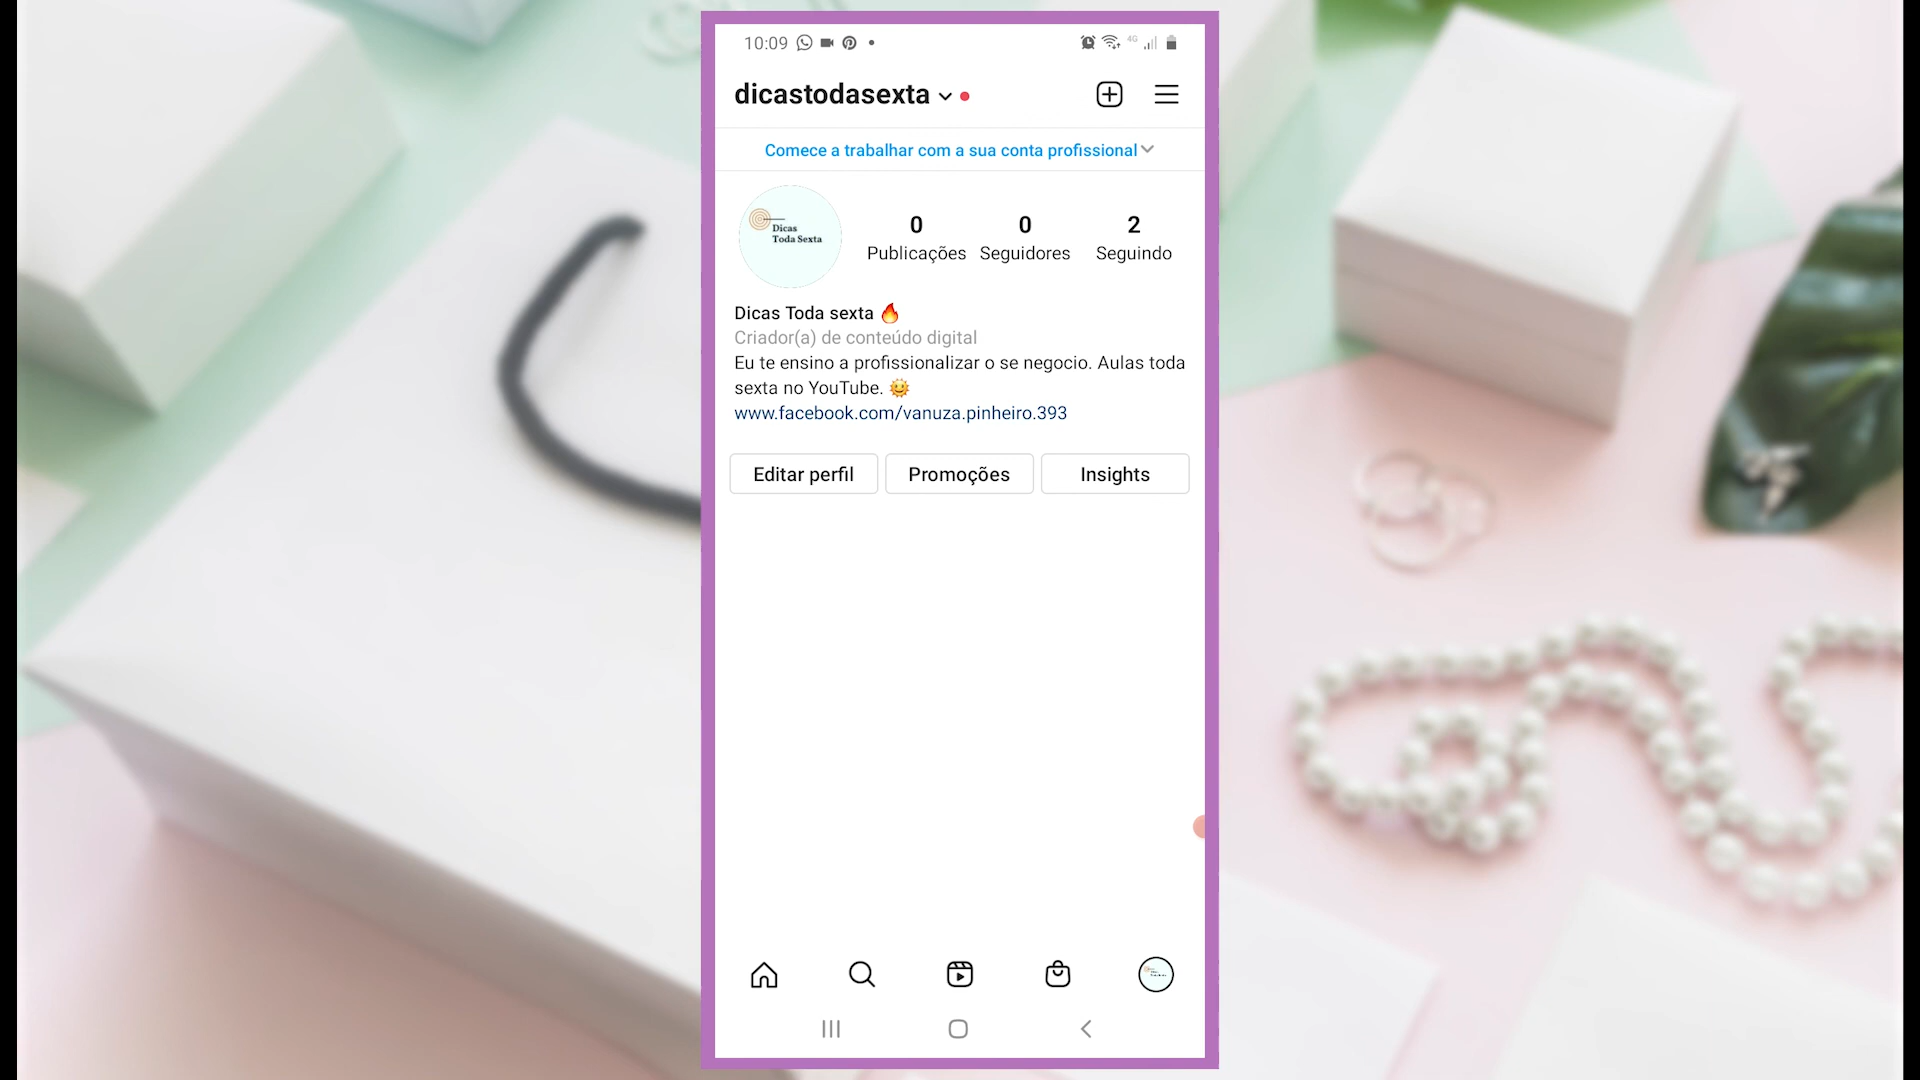 10:09
4G
dicastodasexta
Comece a trabalhar com a sua conta profissional
Dicas
Toda Sexta
0 0 2
Publicações Seguidores Seguindo
Dicas Toda sexta 🔥
Criador(a) de conteúdo digital
Eu te ensino a profissionalizar o se negocio. Aulas toda
sexta no YouTube. 🌞
www.facebook.com/vanuza.pinheiro.393
Editar perfil Promoções Insights